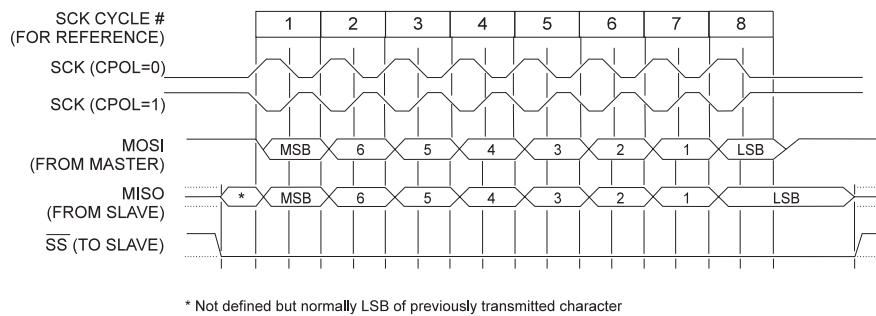 SCK CYCLE # 1 2 3 4 5 6 7 8
(FOR REFERENCE)
SCK (CPOL=0)
SCK (CPOL=1)
MOSI MSB 6 5 4 3 2 1 LSB
(FROM MASTER)
MISO * MSB 6 5 4 3 2 1 LSB
(FROM SLAVE)
SS (TO SLAVE)
* Not defined but normally LSB of previously transmitted character